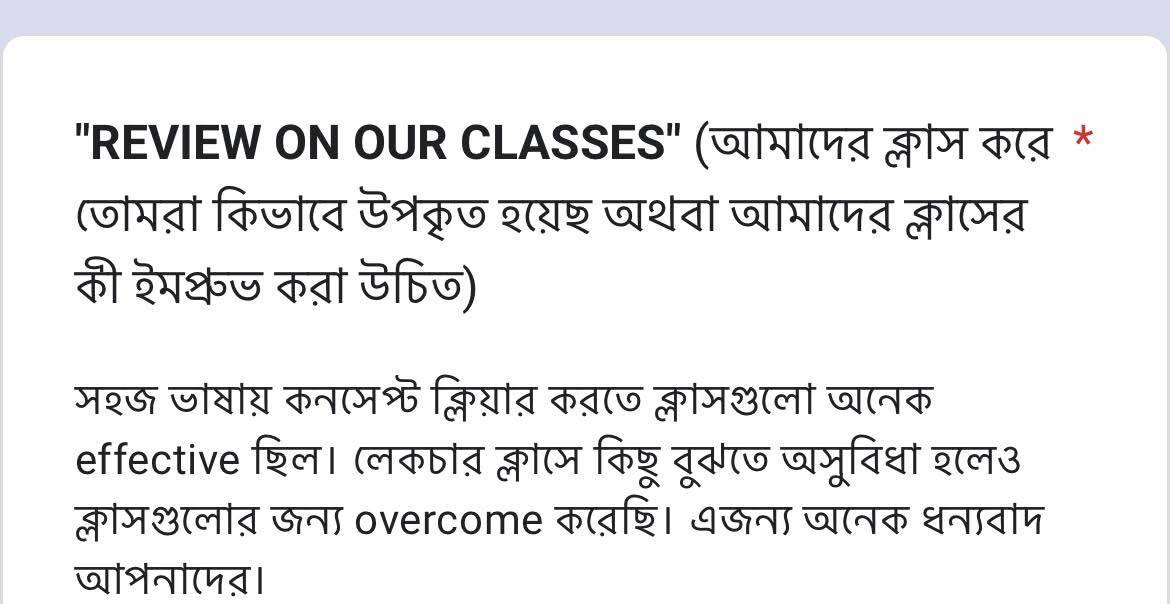 "REVIEW ON OUR CLASSES" (আমাদের ক্লাস করে *
তোমরা কিভাবে উপকৃত হয়েছ অথবা আমাদের ক্লাসের
কী ইমপ্রুভ করা উচিত)
সহজ ভাষায় কনসেপ্ট ক্লিয়ার করতে ক্লাসগুলো অনেক
effective ছিল। লেকচার ক্লাসে কিছু বুঝতে অসুবিধা হলেও
ক্লাসগুলোর জন্য overcome করেছি। এজন্য অনেক ধন্যবাদ
আপনাদের।